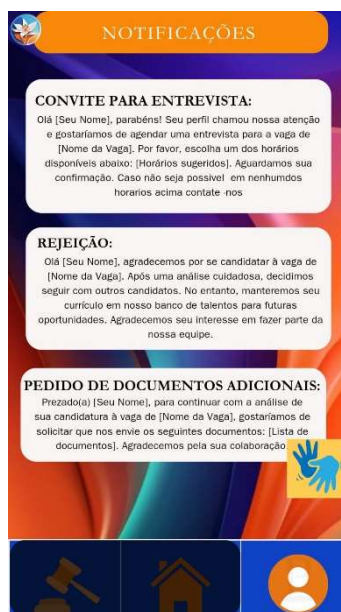 NOTIFICAÇÕES
CONVITE PARA ENTREVISTA:
Olá [Seu Nome], parabéns! Seu perfil chamou nossa atenção
e gostaríamos de agendar uma entrevista para a vaga de
[Nome da Vaga]. Por favor, escolha um dos horários
disponíveis abaixo: [Horários sugeridos]. Aguardamos sua
confirmação. Caso não seja possivel em nenhumdos
horarios acima contate -nos
REJEIÇÃO:
Olá [Seu Nome], agradecemos por se candidatar à vaga de
[Nome da Vaga]. Após uma análise cuidadosa, decidimos
seguir com outros candidatos. No entanto, manteremos seu
currículo em nosso banco de talentos para futuras
oportunidades. Agradecemos seu interesse em fazer parte da
nossa equipe.
PEDIDO DE DOCUMENTOS ADICIONAIS:
Prezado(a) [Seu Nome], para continuar com a análise de
sua candidatura à vaga de [Nome da Vaga], gostaríamos de
solicitar que nos envie os seguintes documentos: [Lista de
documentos]. Agradecemos pela sua colaboração